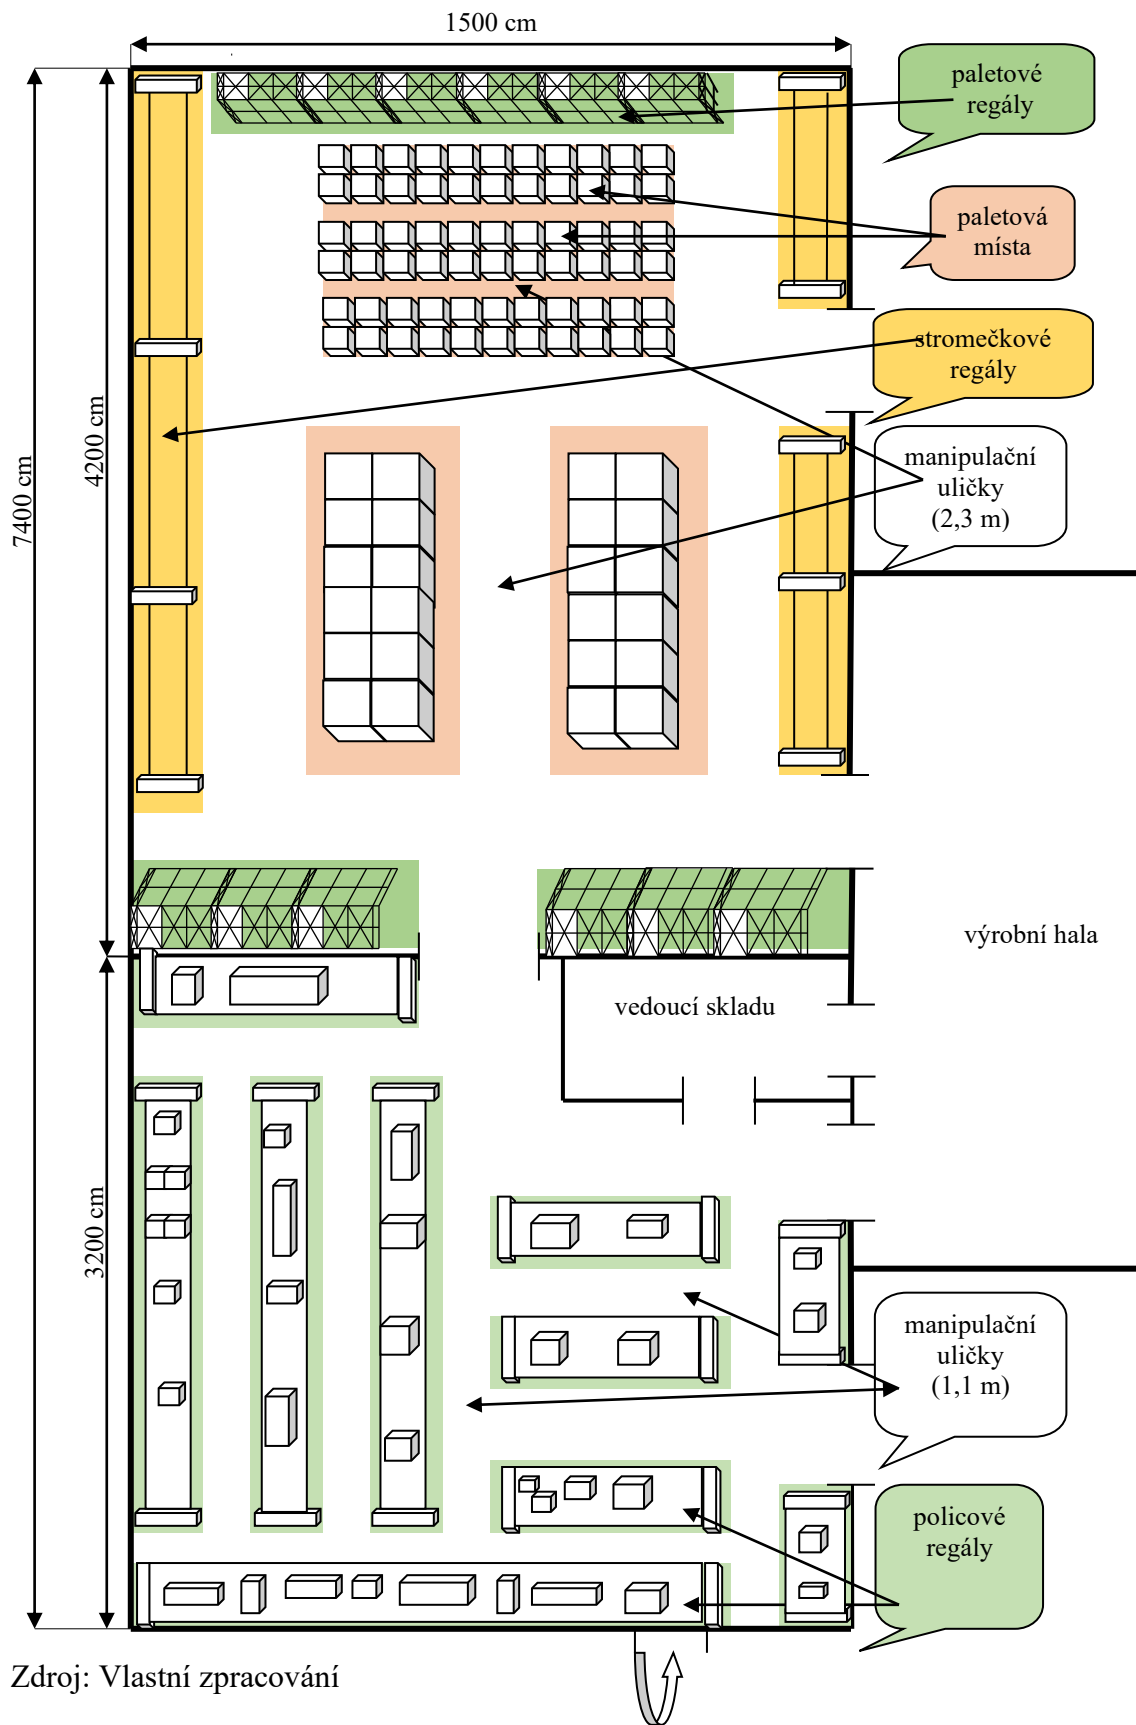 1500 cm
paletové
regály
paletová
místa
stromečkové
regály
4200 cm
7400 cm
manipulační
uličky
(2,3 m)
výrobní hala
vedoucí skladu
3200 cm
manipulační
uličky
(1,1 m)
policové
regály
Zdroj: Vlastní zpracování